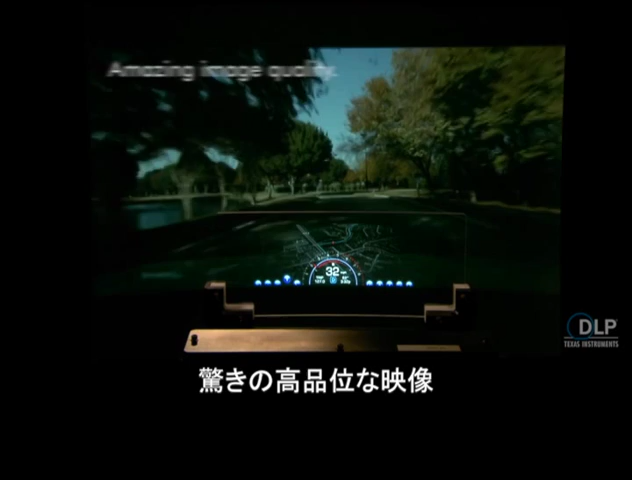 Amazing image quality.
32
DLP
TEXAS INSTRUMENTS
驚きの高品位な映像